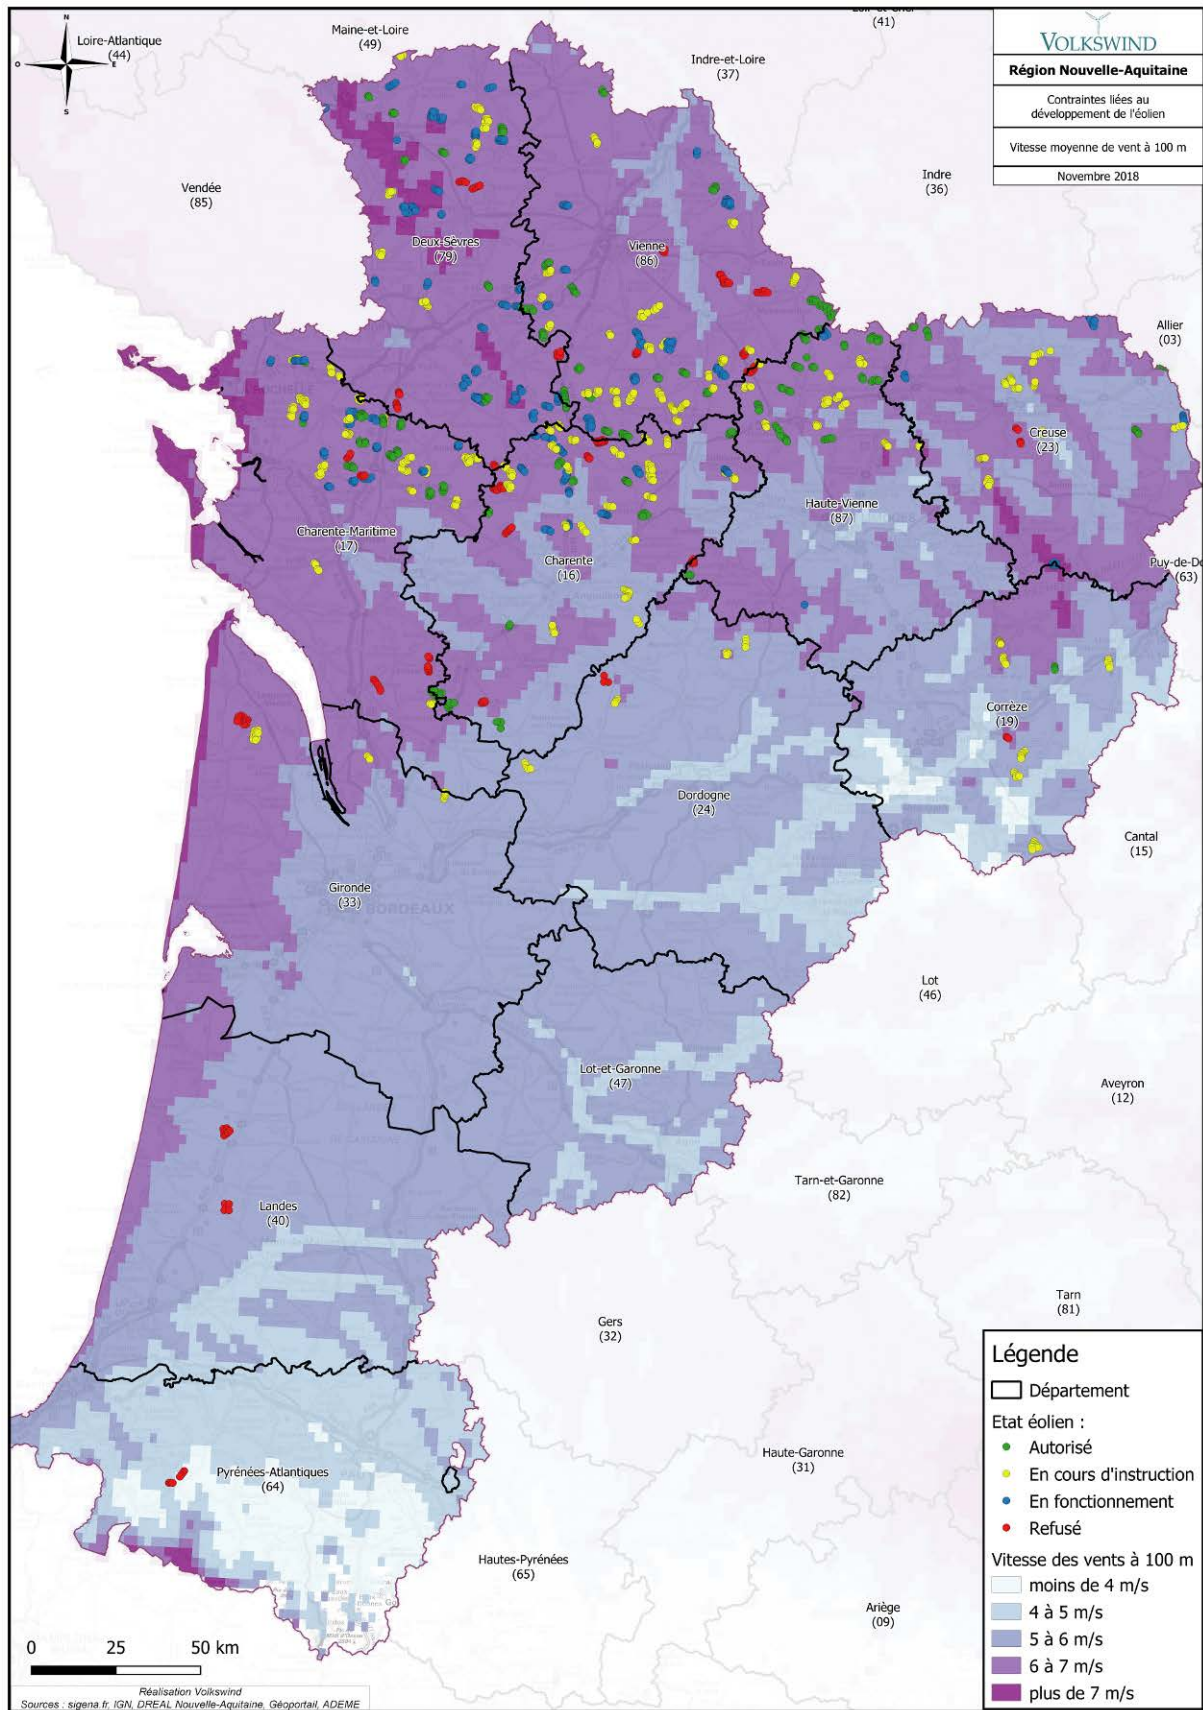 N
O
E
S
VOLKSWIND
Région Nouvelle-Aquitaine
Contraintes liées au
développement de l'éolien
Vitesse moyenne de vent à 100 m
Novembre 2018
Loire-Atlantique
(44)
Maine-et-Loire
(49)
(41)
Indre-et-Loire
(37)
Indre
(36)
Vendée
(85)
Deux-Sèvres
(79)
Vienne
(86)
Allier
(03)
Creuse
(23)
Haute-Vienne
(87)
Charente-Maritime
(17)
Charente
(16)
Puy-de-Dô
(63)
Corrèze
(19)
Dordogne
(24)
Cantal
(15)
Gironde
(33)
BORDEAUX
Lot
(46)
Lot-et-Garonne
(47)
Aveyron
(12)
Tarn-et-Garonne
(82)
Landes
(40)
Tarn
(81)
Gers
(32)
Haute-Garonne
(31)
Pyrénées-Atlantiques
(64)
Hautes-Pyrénées
(65)
Ariège
(09)
Légende
Département
Etat éolien :
Autorisé
En cours d'instruction
En fonctionnement
Refusé
Vitesse des vents à 100 m
moins de 4 m/s
4 à 5 m/s
5 à 6 m/s
6 à 7 m/s
plus de 7 m/s
0 25 50 km
Réalisation Volkswind
Sources : sigena.fr, IGN, DREAL Nouvelle-Aquitaine, Géoportail, ADEME